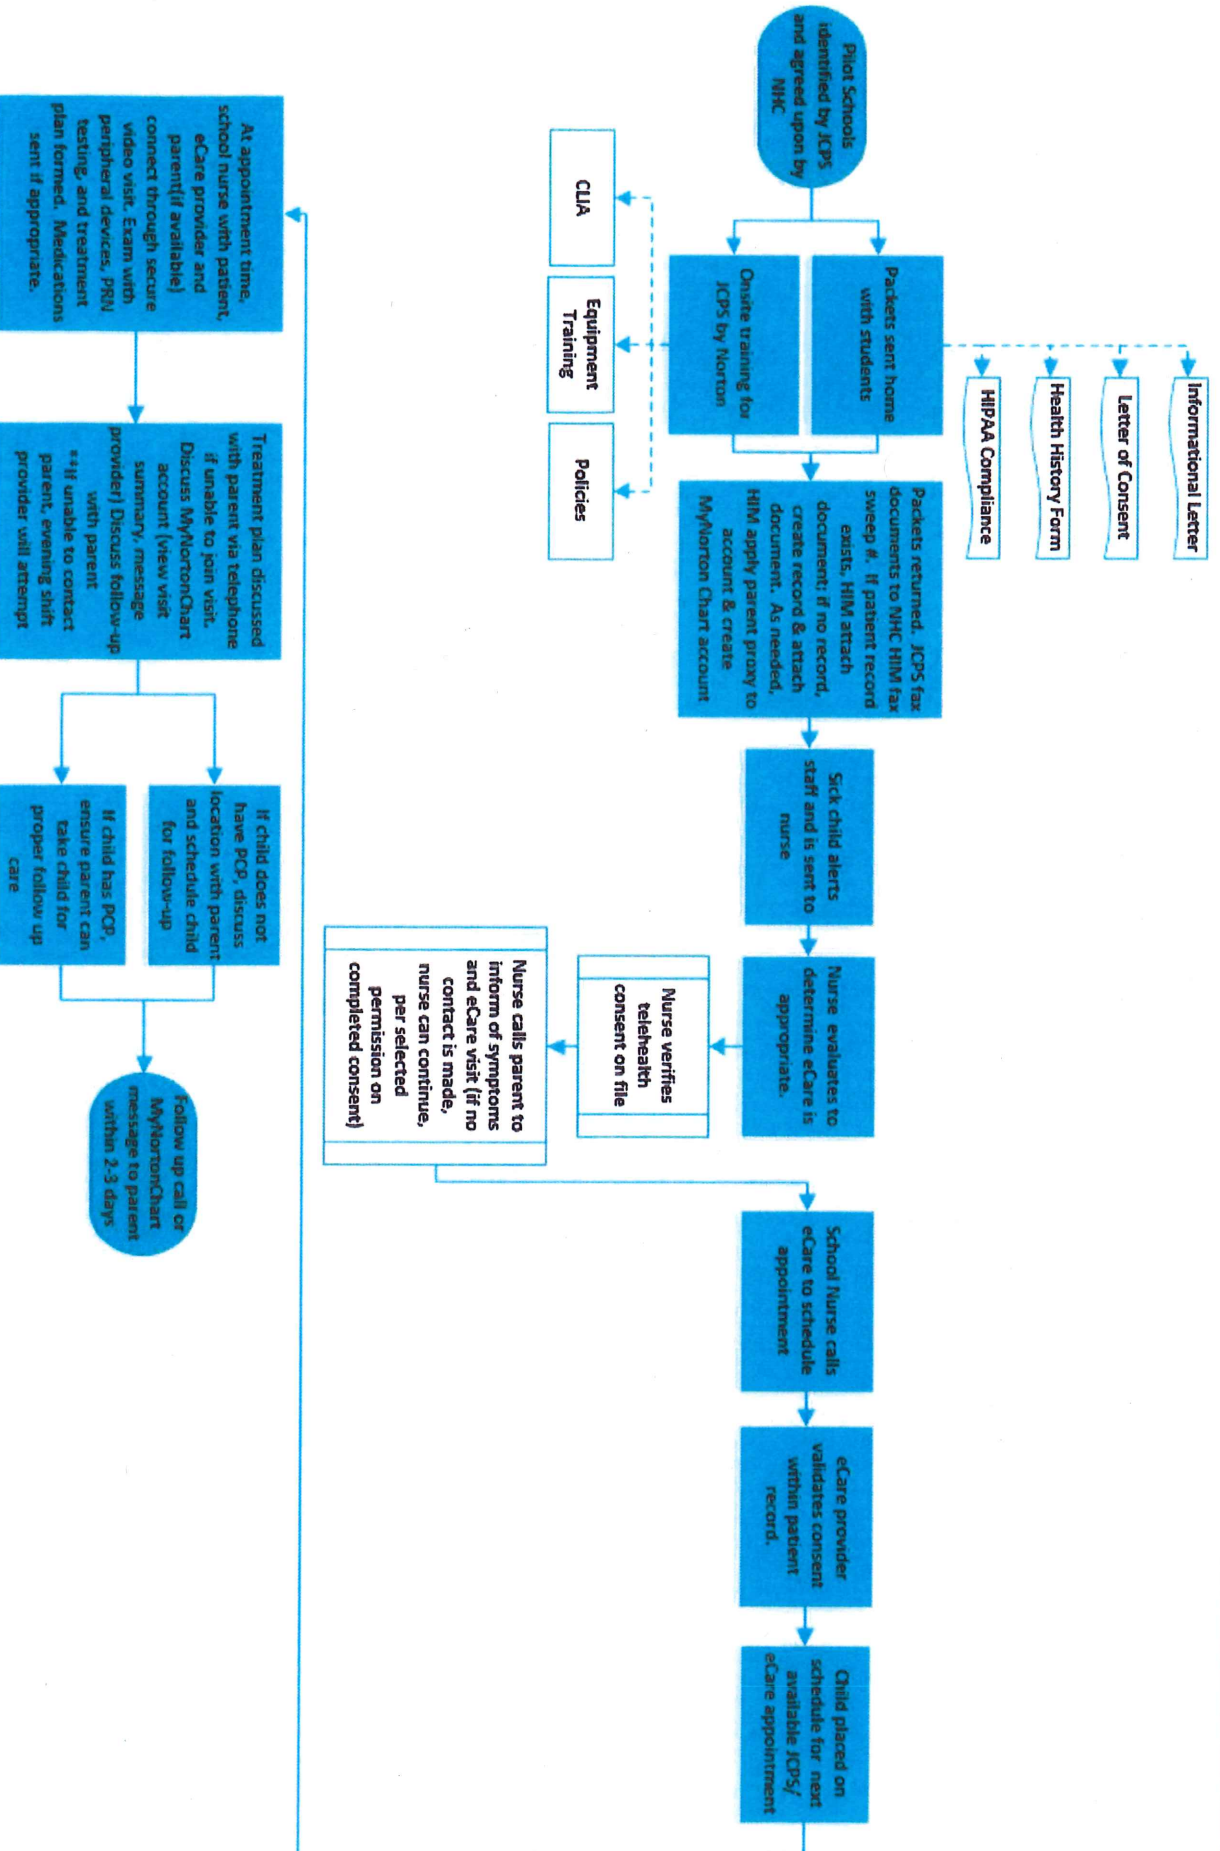 Informational Letter
Letter of Consent
Health History Form
HIPAA Compliance
Pilot Schools
identified by JCPS
and agreed upon by
NHC
Packets sent home
with students
Onsite training for
JCPS by Norton
CLIA
Equipment
Training
Policies
Packets returned. JCPS fax
documents to NHC HIM fax
sweep #. If patient record
exists, HIM attach
document; if no record,
create record & attach
document. As needed,
HIM apply parent proxy to
account & create
MyNorton Chart account
Sick child alerts
staff and is sent to
nurse
Nurse evaluates to
determine eCare is
appropriate.
Nurse verifies
telehealth
consent on file
Nurse calls parent to
inform of symptoms
and eCare visit (if no
contact is made,
nurse can continue,
per selected
permission on
completed consent)
School Nurse calls
eCare to schedule
appointment
eCare provider
validates consent
within patient
record.
Child placed on
schedule for next
available JCPS/
eCare appointment
At appointment time,
school nurse with patient,
eCare provider and
parent(if available)
connect through secure
video visit. Exam with
peripheral devices, PRN
testing, and treatment
plan formed. Medications
sent if appropriate.
Treatment plan discussed
with parent via telephone
if unable to join visit.
Discuss MyNortonChart
account (view visit
summary, message
provider) Discuss follow-up
with parent
**If unable to contact
parent, evening shift
provider will attempt
If child does not
have PCP, discuss
location with parent
and schedule child
for follow-up
If child has PCP,
ensure parent can
take child for
proper follow up
care
Follow up call or
MyNortonChart
message to parent
within 2-3 days